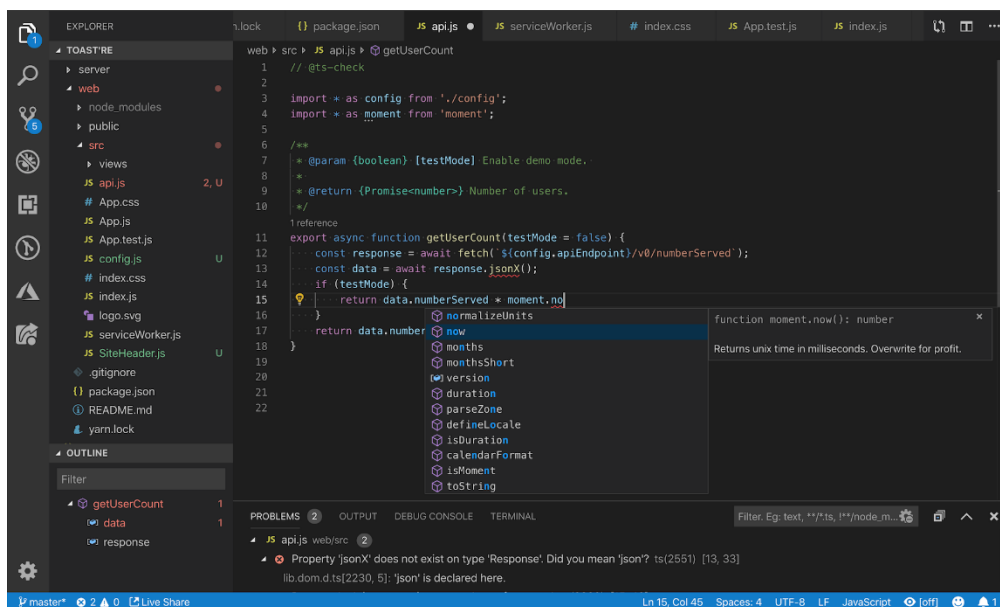 EXPLORER
n.lock {} package.json JS api.js ● JS serviceWorker.js # index.css JS App.test.js JS index.js ...
1
TOAST'RE
web src JS api.js getUserCount
server
web
node_modules
public
src
views
JS api.js 2, U
# App.css
JS App.js
JS App.test.js
JS config.js U
# index.css
JS index.js
logo.svg
JS serviceWorker.js
JS SiteHeader.js U
.gitignore
{} package.json
README.md
yarn.lock
5
1 // @ts-check
2
3 import * as config from './config';
4 import * as moment from 'moment';
5
6 /**
7 * @param {boolean} [testMode] Enable demo mode.
8 *
9 * @return {Promise<number>} Number of users.
10 */
1 reference
11 export async function getUserCount(testMode = false) {
12 const response = await fetch(`${config.apiEndpoint}/v0/numberServed`);
13 const data = await response.jsonX();
14 if (testMode) {
15 return data.numberServed * moment.no
16 }
17 return data.number
18 }
19
20
21
22
normalizeUnits
now
months
monthsShort
version
duration
parseZone
defineLocale
isDuration
calendarFormat
isMoment
toString
function moment.now(): number ×
Returns unix time in milliseconds. Overwrite for profit.
OUTLINE
Filter
getUserCount 1
data 1
response
PROBLEMS 2 OUTPUT DEBUG CONSOLE TERMINAL Filter. Eg: text, **/*.ts, !**/node_m...
JS api.js web/src 2
Property 'jsonX' does not exist on type 'Response'. Did you mean 'json'? ts(2551) [13, 33]
lib.dom.d.ts[2230, 5]: 'json' is declared here.
master* 2 0 Live Share Ln 15, Col 45 Spaces: 4 UTF-8 LF JavaScript [off] 1